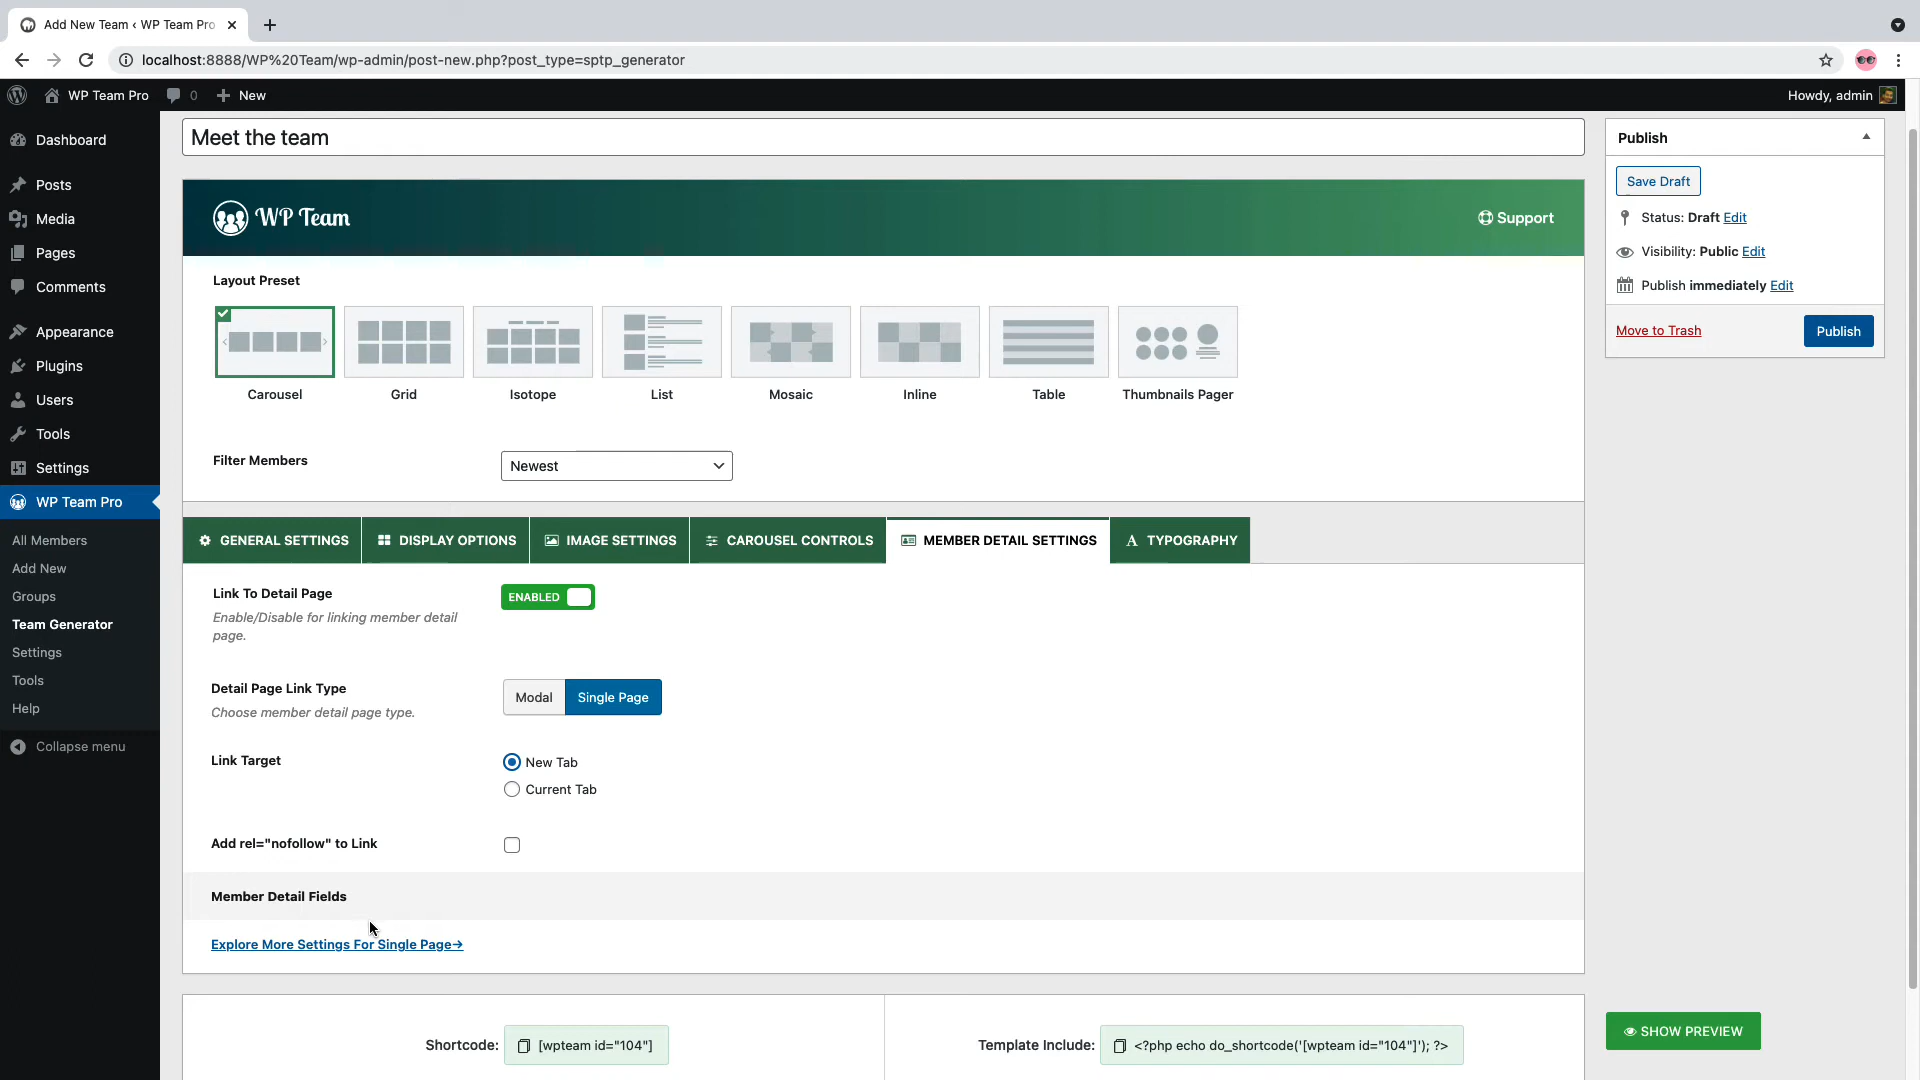 Add New Team ‹ WP Team Pro
localhost:8888/WP%20Team/wp-admin/post-new.php?post_type=sptp_generator
WP Team Pro
0
New
Howdy, admin
Dashboard
Posts
Media
Pages
Comments
Appearance
Plugins
Users
Tools
Settings
WP Team Pro
All Members
Add New
Groups
Team Generator
Settings
Tools
Help
Collapse menu
Meet the team
WP Team
Support
Layout Preset
Carousel
Grid
Isotope
List
Mosaic
Inline
Table
Thumbnails Pager
Filter Members
Newest
GENERAL SETTINGS
DISPLAY OPTIONS
IMAGE SETTINGS
CAROUSEL CONTROLS
MEMBER DETAIL SETTINGS
TYPOGRAPHY
Link To Detail Page
Enable/Disable for linking member detail
page.
ENABLED
Detail Page Link Type
Choose member detail page type.
Modal
Single Page
Link Target
New Tab
Current Tab
Add rel="nofollow" to Link
Member Detail Fields
Explore More Settings For Single Page→
Shortcode:
[wpteam id="104"]
Template Include:
<?php echo do_shortcode('[wpteam id="104"]'); ?>
Publish
Save Draft
Status: Draft Edit
Visibility: Public Edit
Publish immediately Edit
Move to Trash
Publish
SHOW PREVIEW